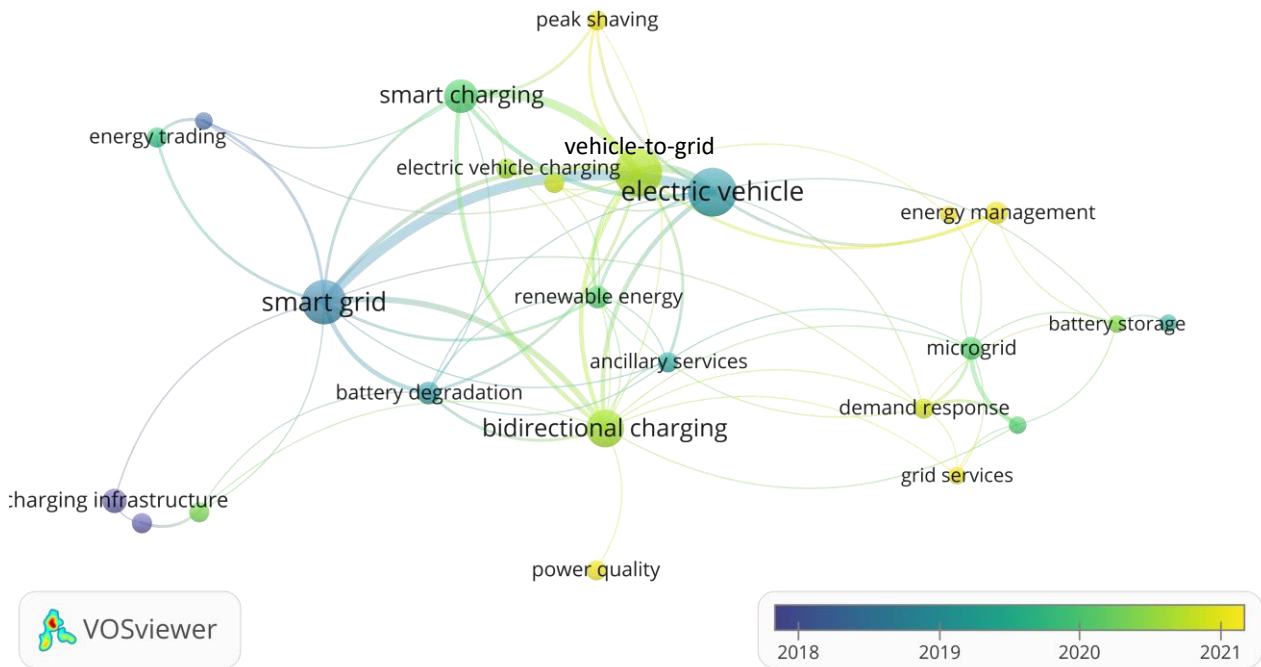 peak shaving
smart charging
energy trading
vehicle-to-grid
electric vehicle charging
electric vehicle
energy management
smart grid
renewable energy
battery storage
microgrid
ancillary services
battery degradation
demand response
bidirectional charging
grid services
charging infrastructure
power quality
VOSviewer
2018 2019 2020 2021